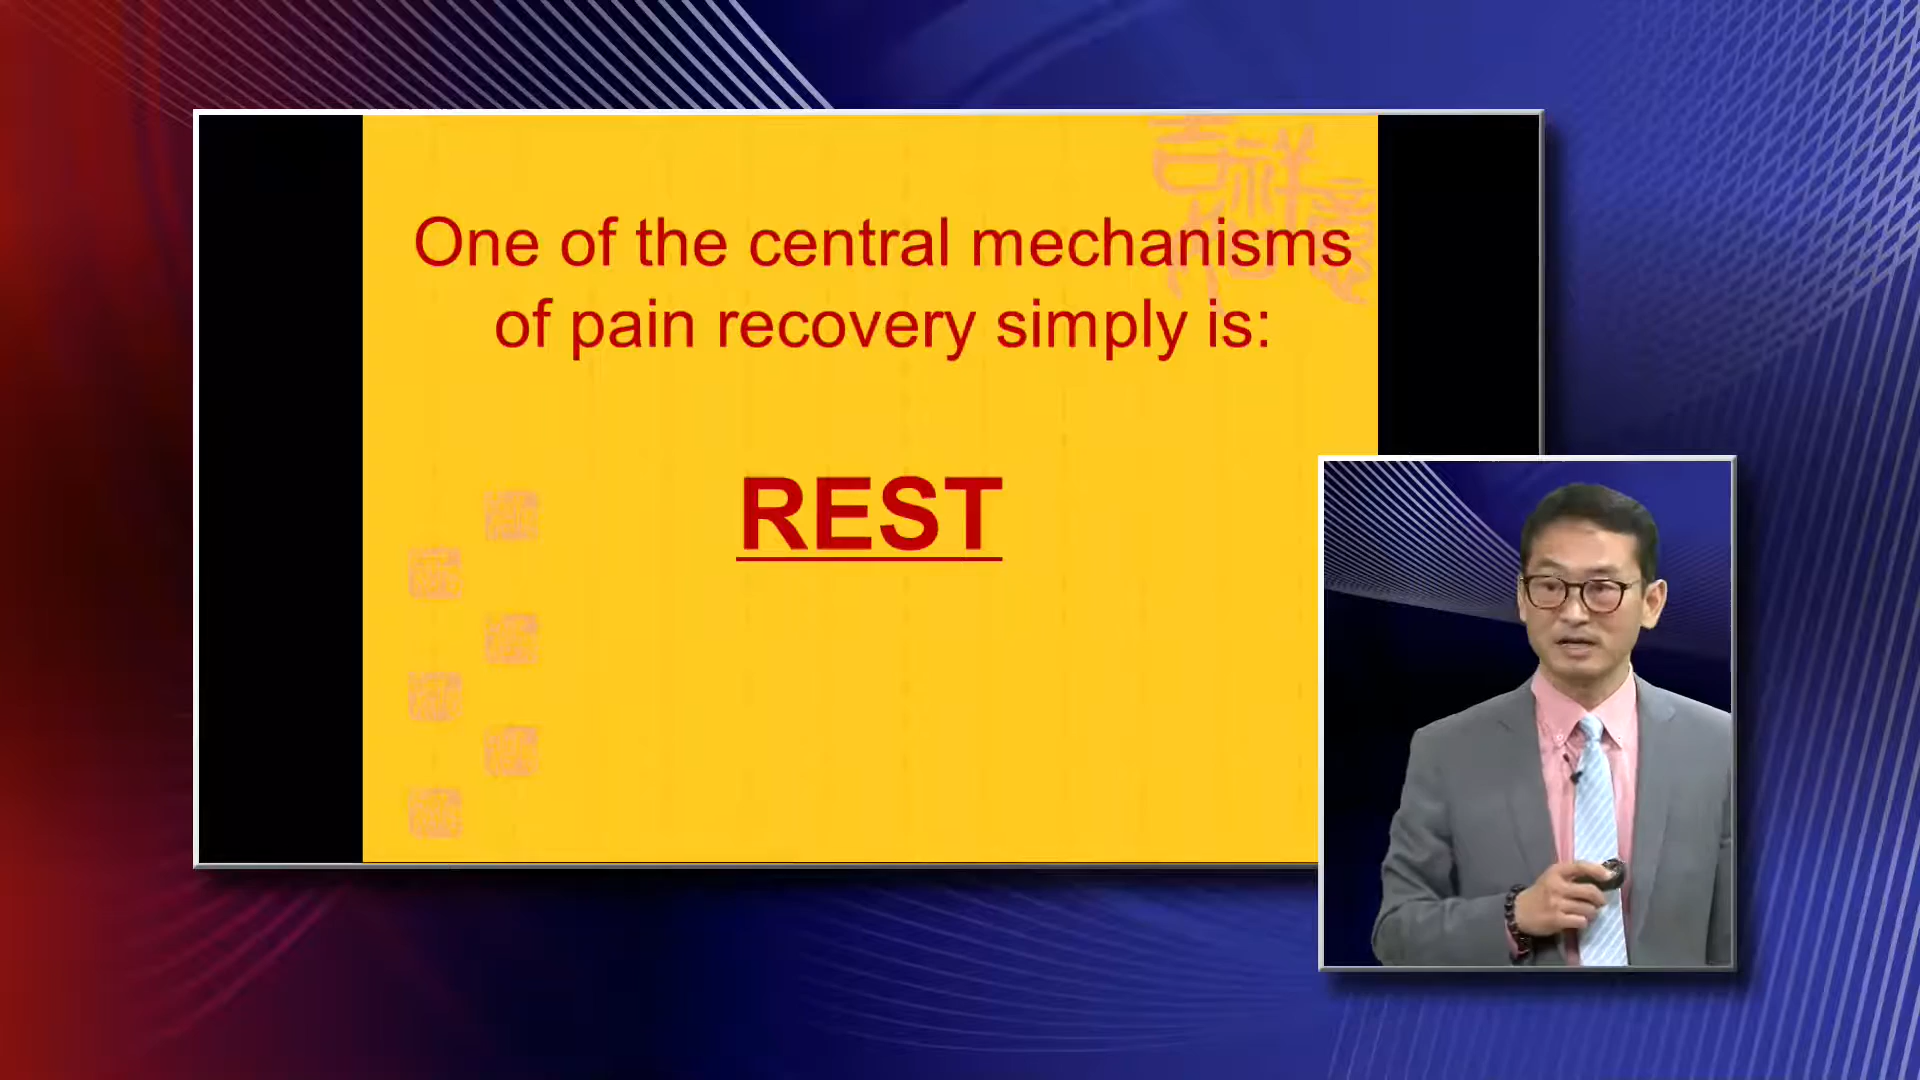 One of the central mechanisms
of pain recovery simply is:
REST